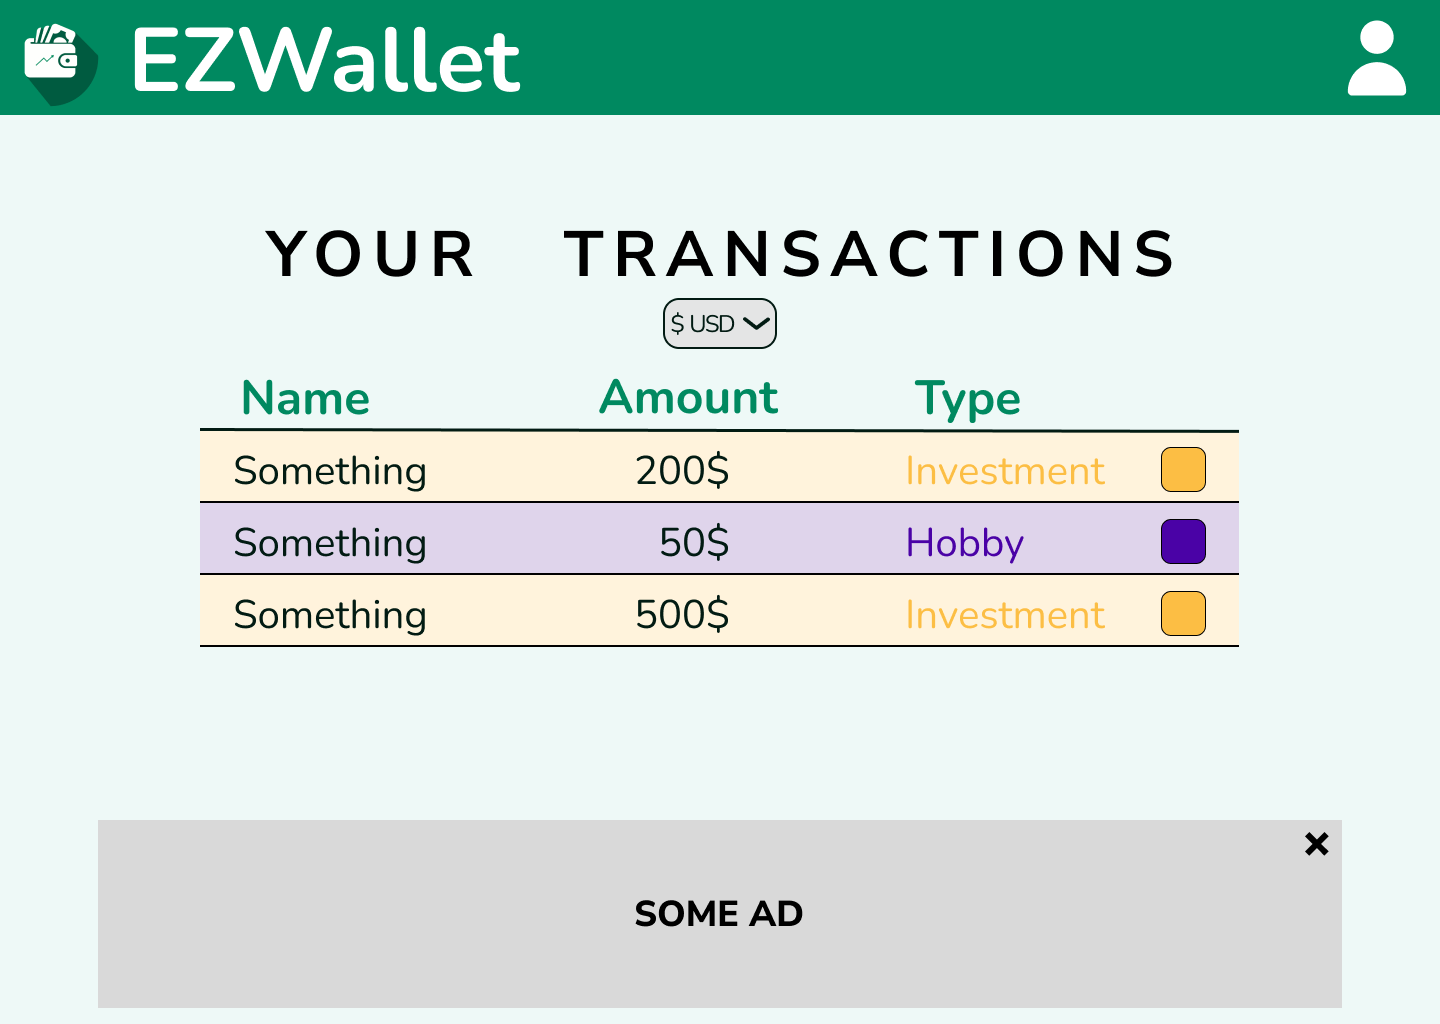 EZWallet
YOUR TRANSACTIONS
$ USD
Name Amount Type
Something 200$ Investment
Something 50$ Hobby
Something 500$ Investment
SOME AD